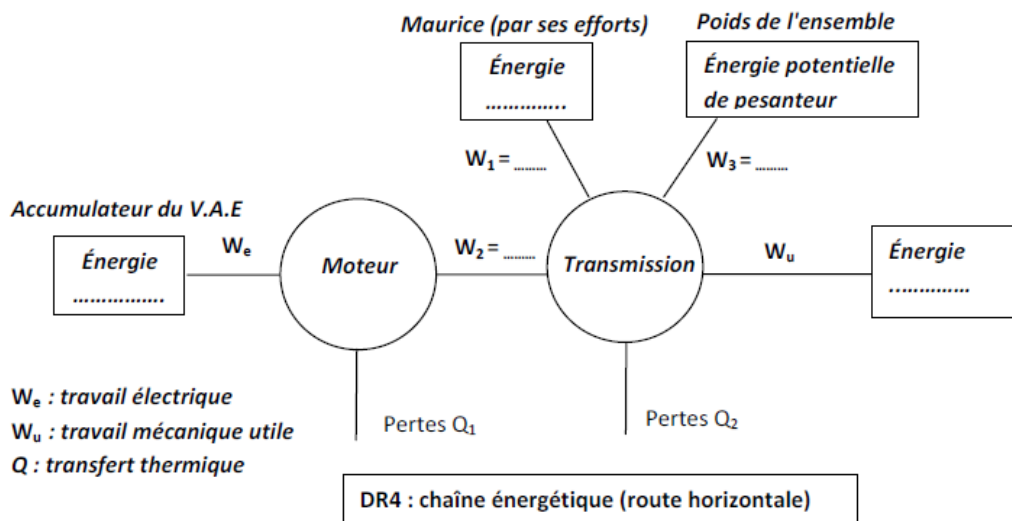 Maurice (par ses efforts)
Poids de l'ensemble
Énergie
…………..
Énergie potentielle
de pesanteur
W₁ = ………
W₃ = ………
Accumulateur du V.A.E
Énergie
…………….
Wₑ
Moteur
W₂ = ………
Transmission
Wᵤ
Énergie
..…………
Wₑ : travail électrique
Wᵤ : travail mécanique utile
Q : transfert thermique
Pertes Q₁
Pertes Q₂
DR4 : chaîne énergétique (route horizontale)